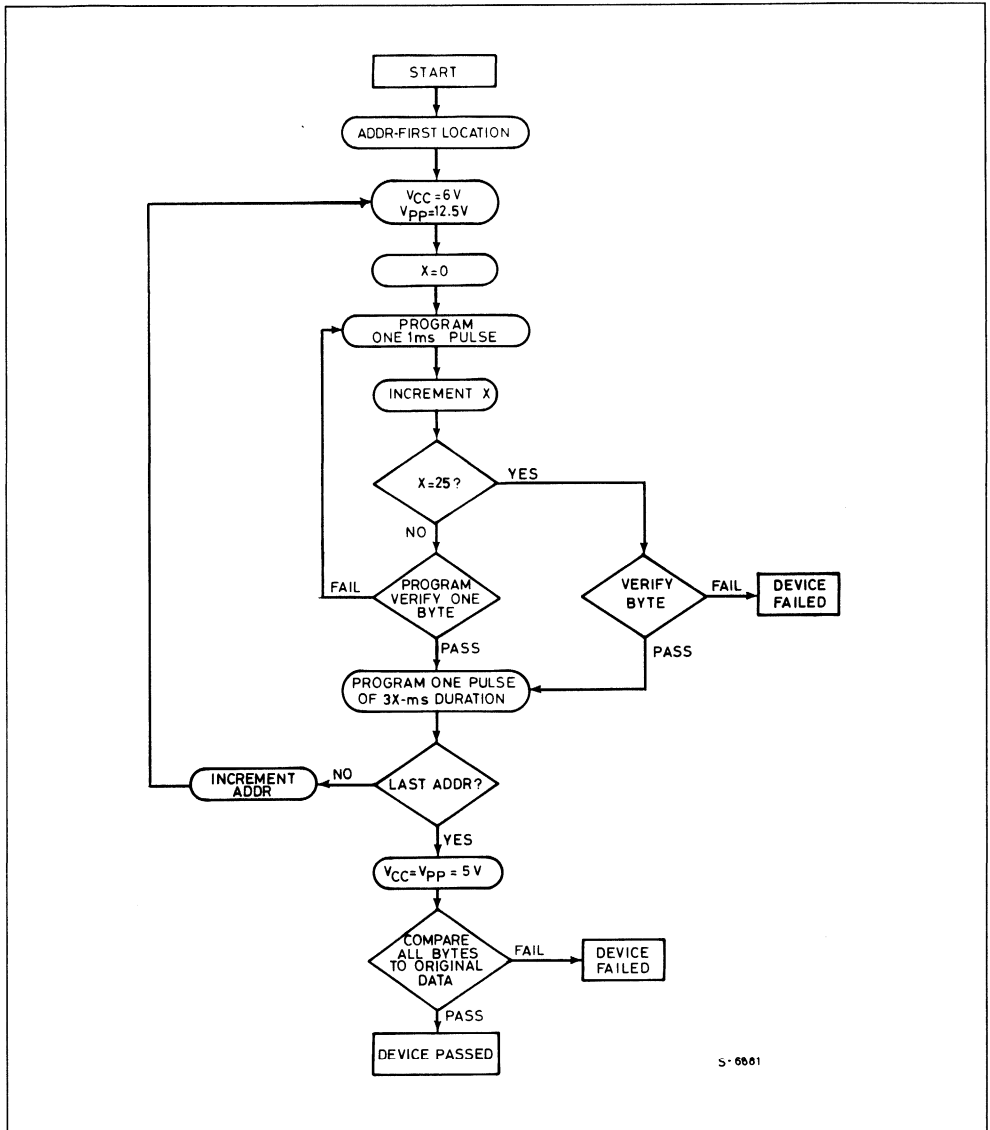 START
ADDR-FIRST LOCATION
VCC=6V
VPP=12.5V
X=0
PROGRAM
ONE 1ms PULSE
INCREMENT X
X=25?
YES
NO
FAIL
PROGRAM
VERIFY ONE
BYTE
VERIFY
BYTE
FAIL
DEVICE
FAILED
PASS
PASS
PROGRAM ONE PULSE
OF 3X-ms DURATION
INCREMENT
ADDR
NO
LAST ADDR?
YES
VCC=VPP=5V
COMPARE
ALL BYTES
TO ORIGINAL
DATA
FAIL
DEVICE
FAILED
PASS
DEVICE PASSED
S-6881